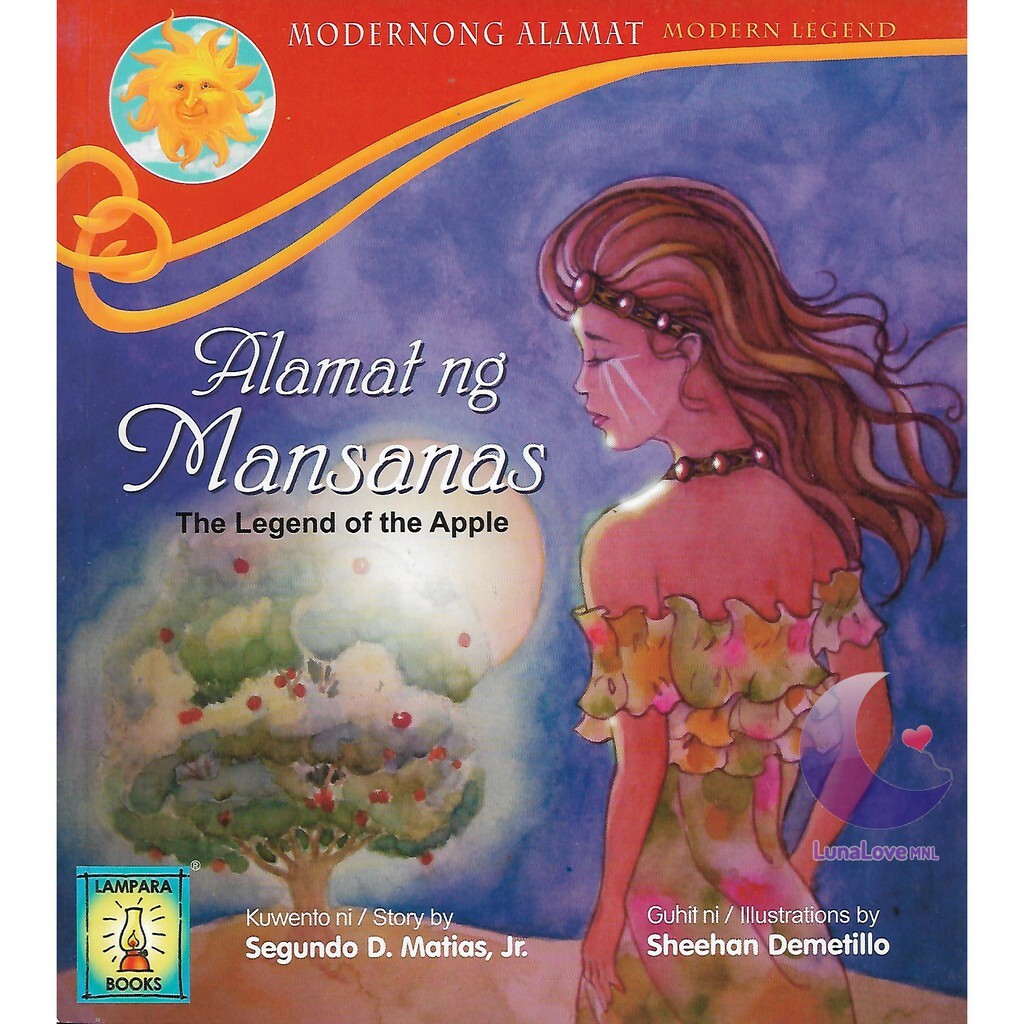 MODERNONG ALAMAT MODERN LEGEND
Alamat ng
Mansanas
The Legend of the Apple
LunaLove MNL
LAMPARA
BOOKS
®
Kuwento ni / Story by
Segundo D. Matias, Jr.
Guhit ni / Illustrations by
Sheehan Demetillo